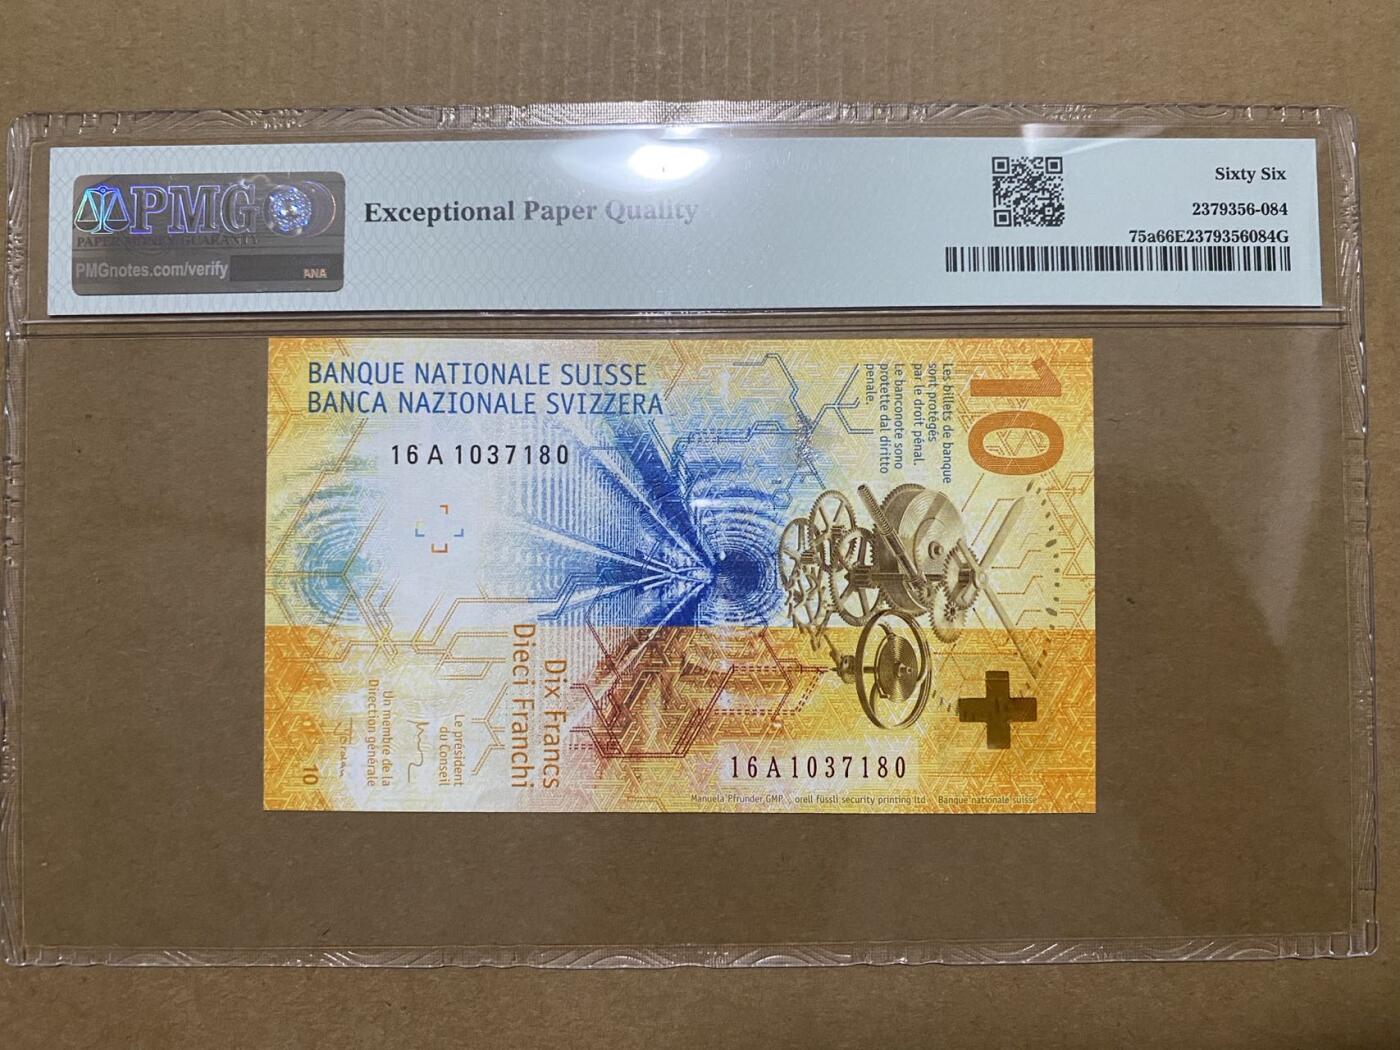 PMG
PAPER MONEY GUARANTY
PMGnotes.com/verify
ANA
Exceptional Paper Quality
Sixty Six
2379356-084
75a66E2379356084G
BANQUE NATIONALE SUISSE
BANCA NAZIONALE SVIZZERA
16 A 1037180
10
Les billets de banque
sont protégés
par le droit pénal.
Le banconote sono
protette dal diritto
penale.
Dix Francs
Dieci Franchi
Le président
du Conseil
Un membre de la
Direction générale
10
16A1037180
Manuela Pfrunder GMP orell füssli security printing ltd Banque nationale suisse